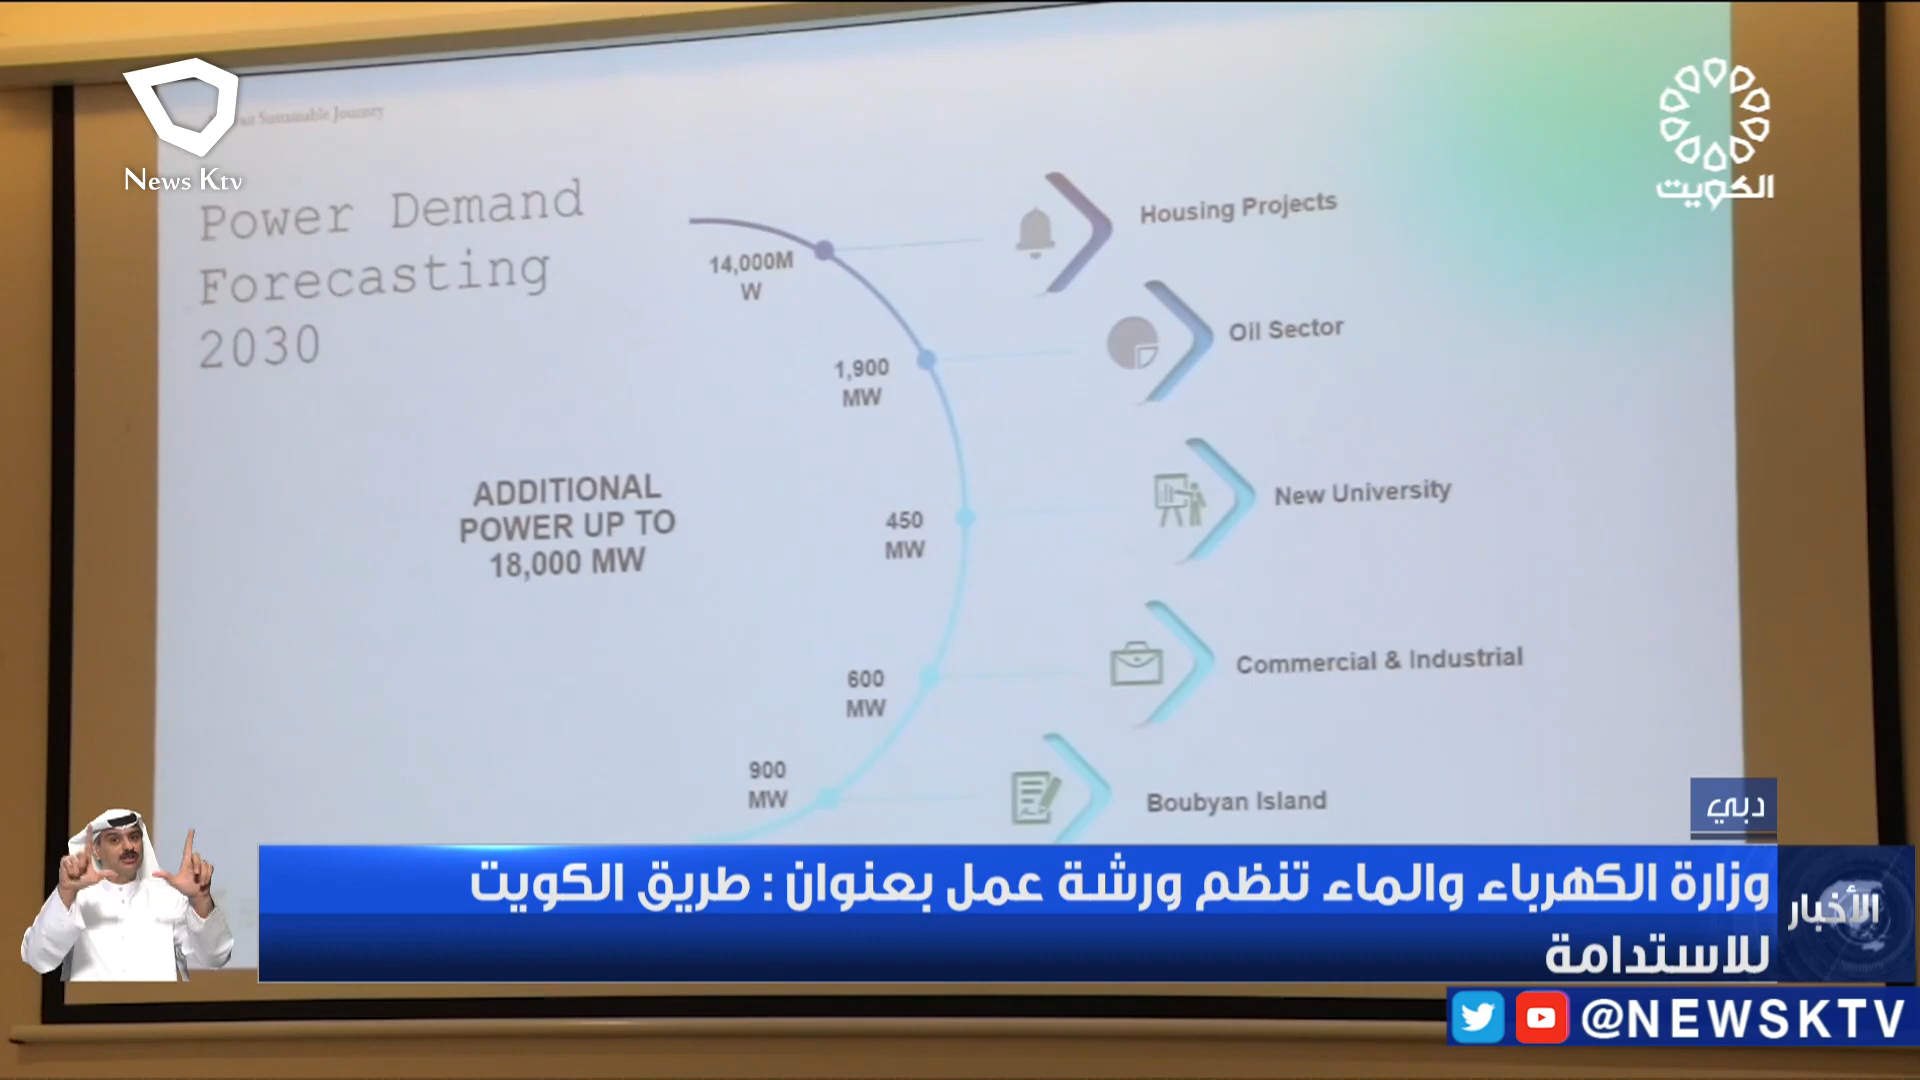 News Ktv
الكويت
Sustainable Journey
Power Demand
Forecasting
2030
ADDITIONAL
POWER UP TO
18,000 MW
14,000M
W
Housing Projects
1,900
MW
Oil Sector
450
MW
New University
600
MW
Commercial & Industrial
900
MW
Boubyan Island
دبي
وزارة الكهرباء والماء تنظم ورشة عمل بعنوان : طريق الكويت
للاستدامة
الأخبار
@NEWSKTV